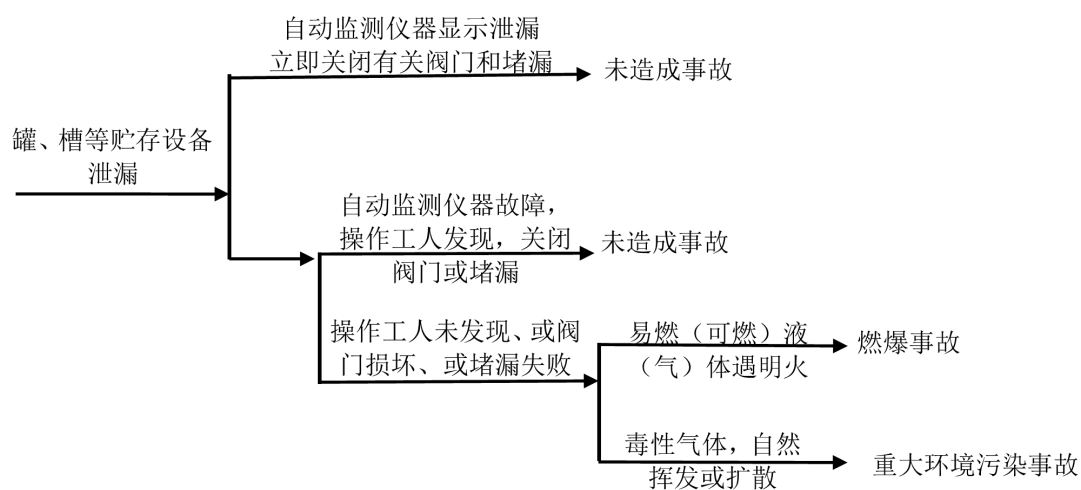 自动监测仪器显示泄漏
立即关闭有关阀门和堵漏
未造成事故
罐、槽等贮存设备
泄漏
自动监测仪器故障，
操作工人发现，关闭
阀门或堵漏
未造成事故
操作工人未发现、或阀
门损坏、或堵漏失败
易燃（可燃）液
（气）体遇明火
燃爆事故
毒性气体，自然
挥发或扩散
重大环境污染事故